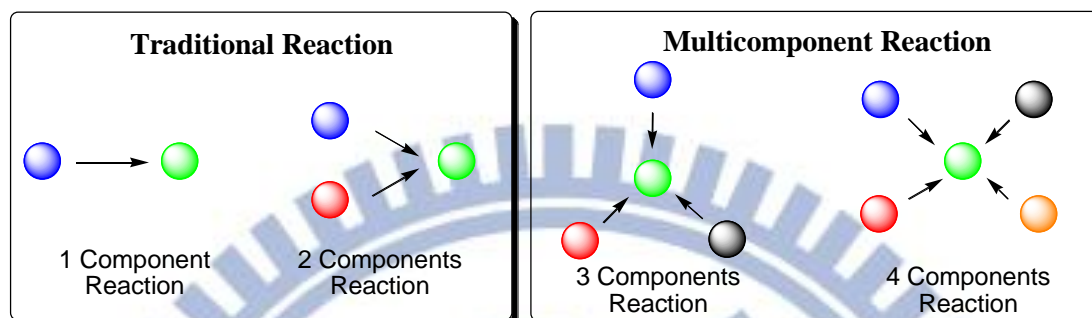 Traditional Reaction
1 Component
Reaction
2 Components
Reaction
Multicomponent Reaction
3 Components
Reaction
4 Components
Reaction